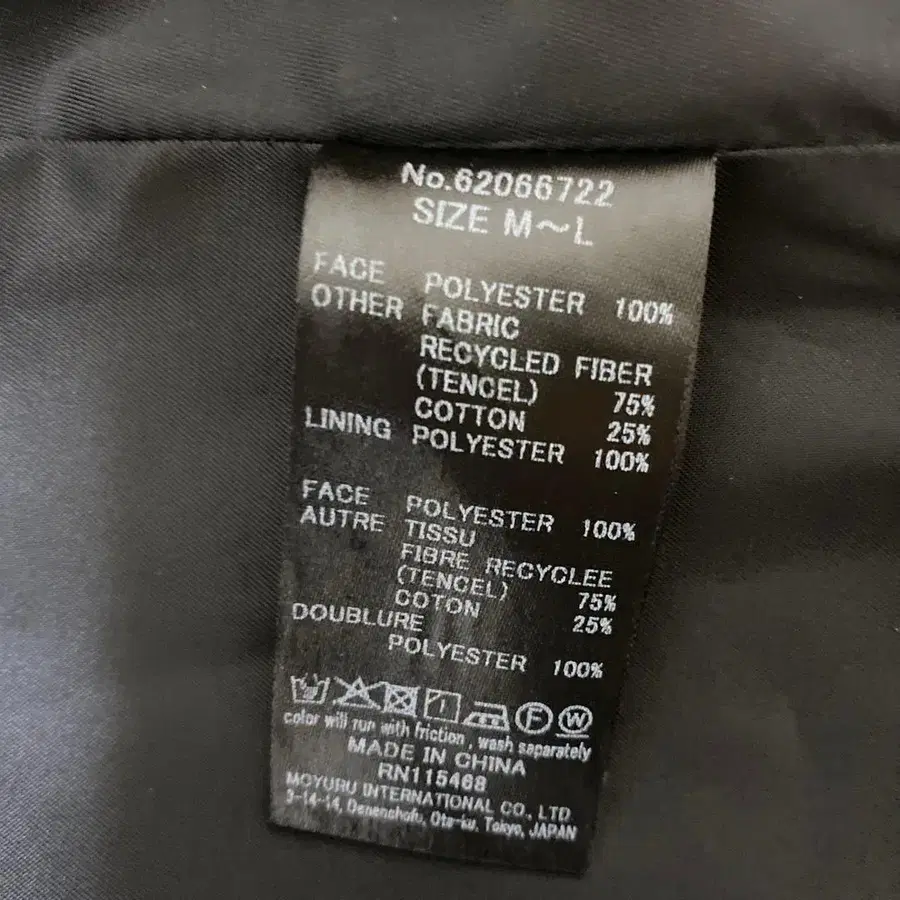 No.62066722
SIZE M～L
FACE POLYESTER 100%
OTHER FABRIC
RECYCLED FIBER
(TENCEL) 75%
COTTON 25%
LINING POLYESTER 100%
FACE POLYESTER 100%
AUTRE TISSU
FIBRE RECYCLEE
(TENCEL) 75%
COTON 25%
DOUBLURE
POLYESTER 100%
F W
color will run with friction, wash separately
MADE IN CHINA
RN115468
MOYURU INTERNATIONAL CO., LTD.
3-14-14, Denenchofu, Ota-ku, Tokyo, JAPAN